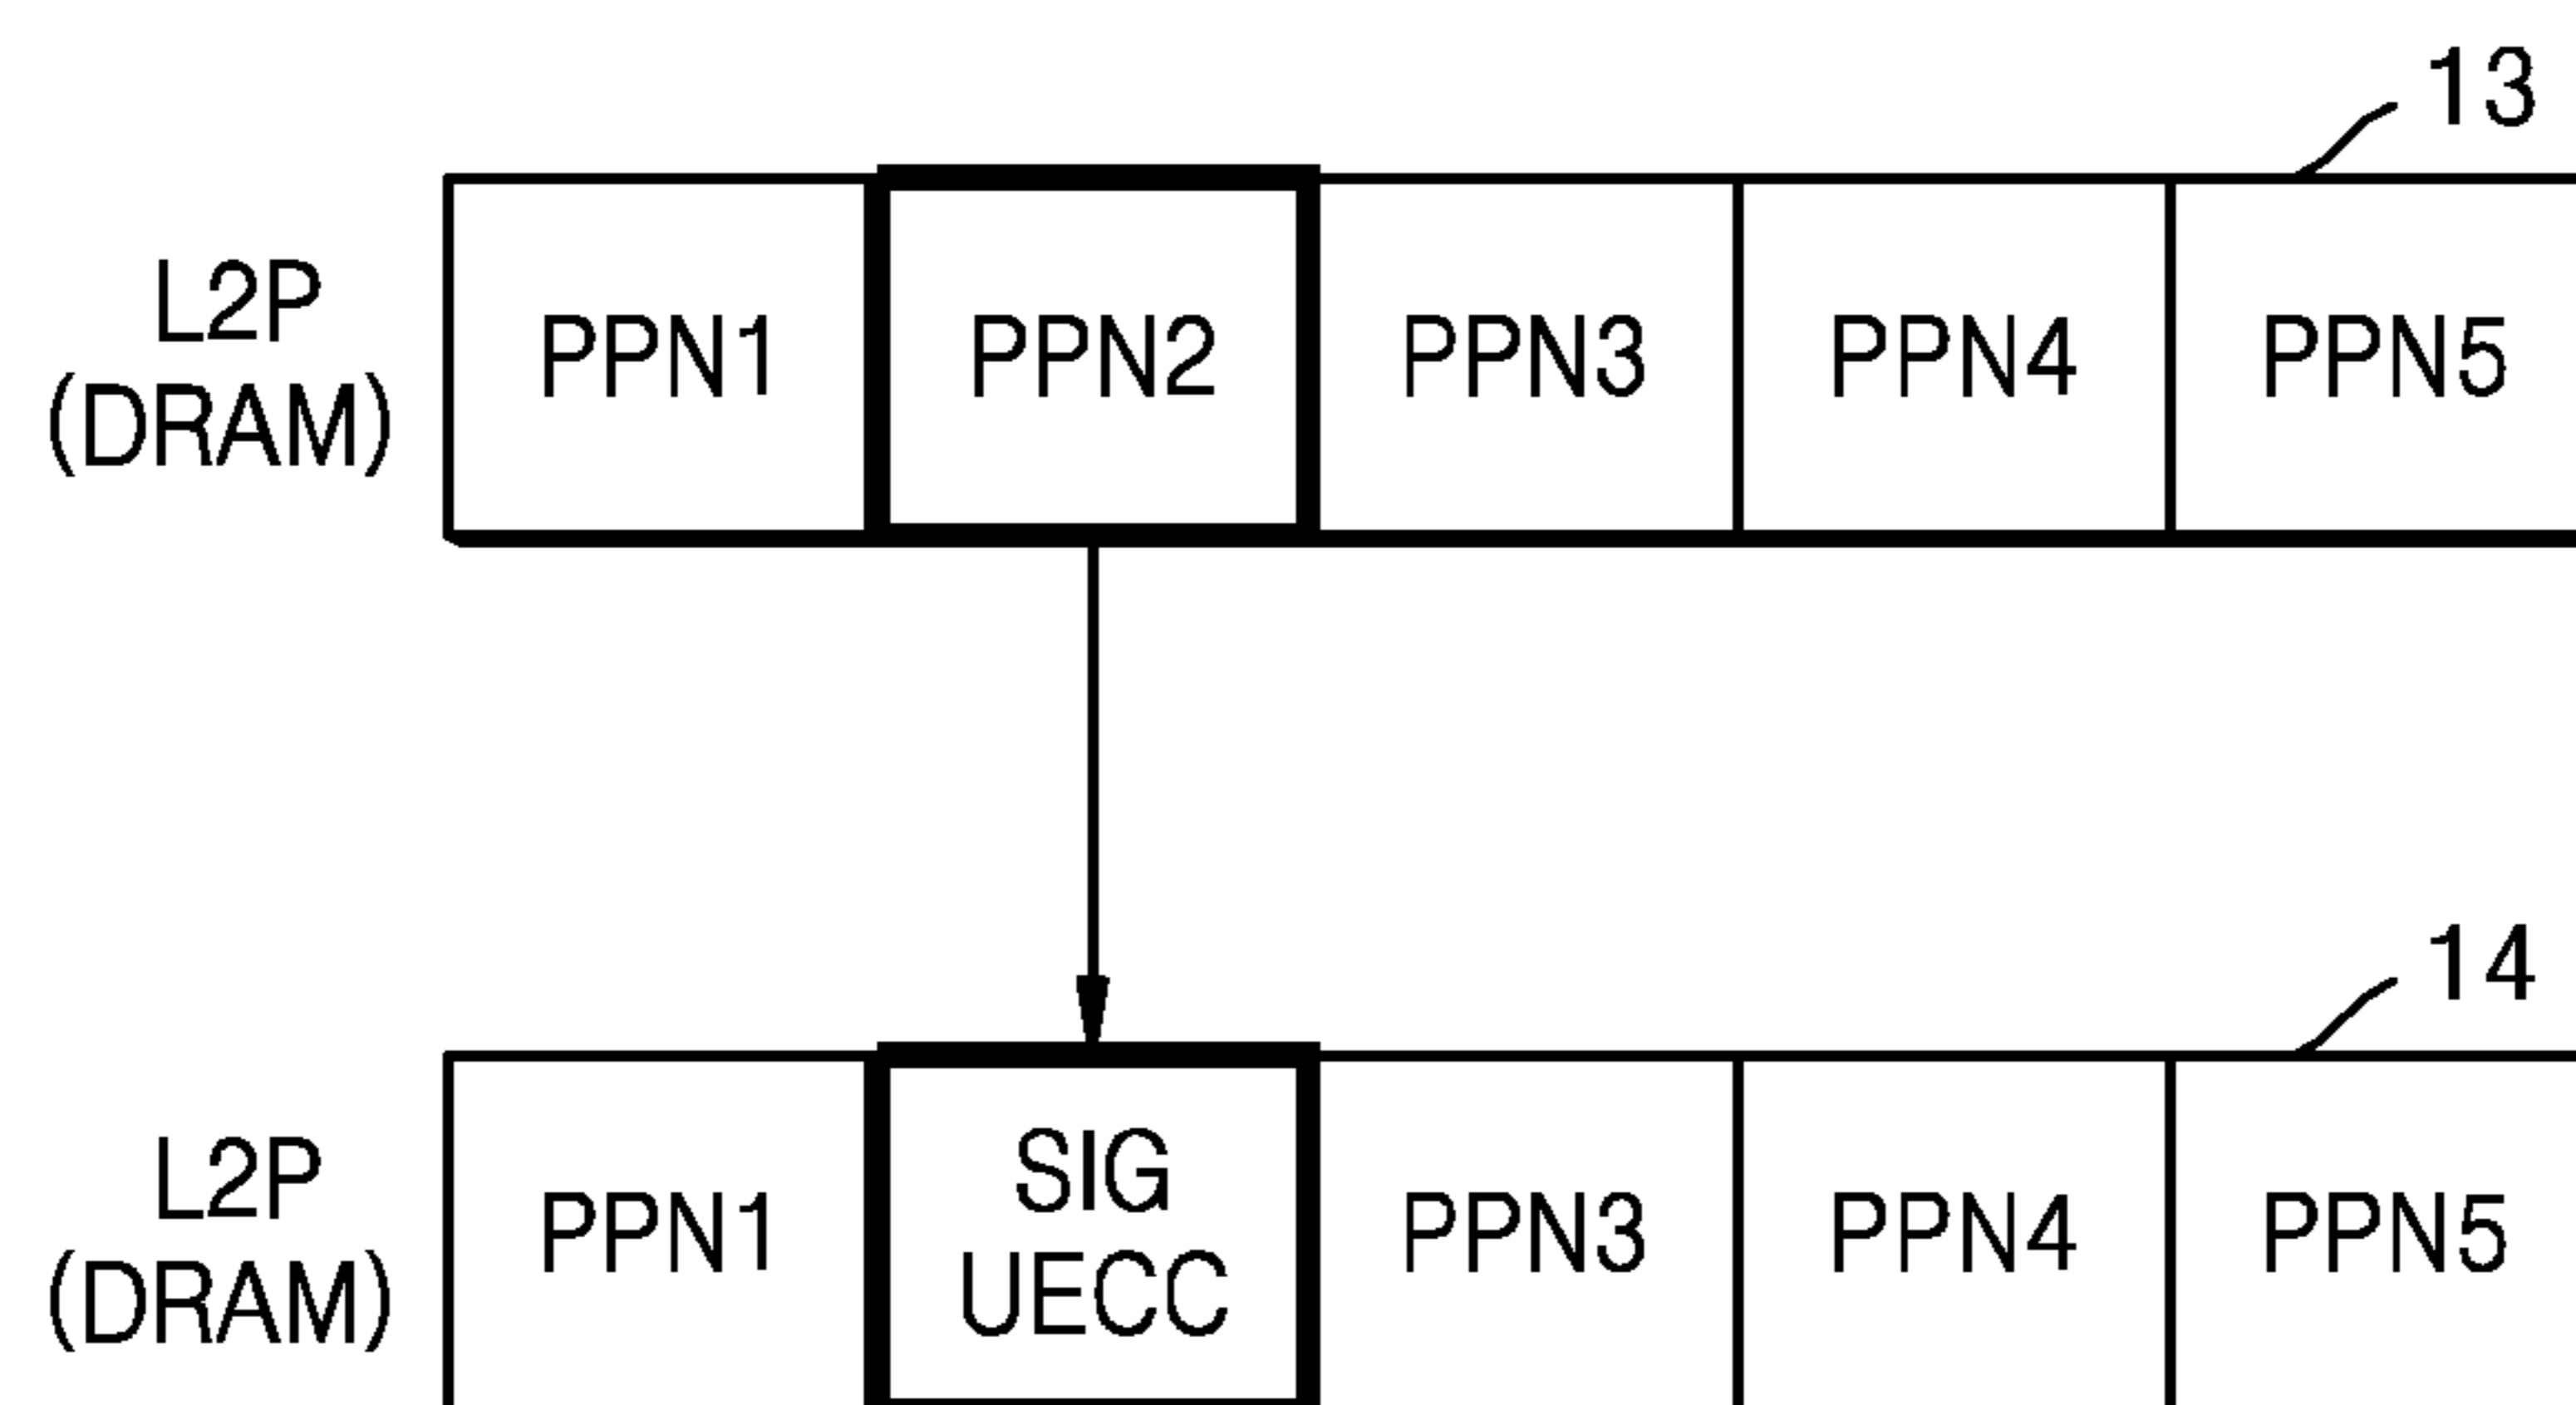 13
L2P
(DRAM)
PPN1 PPN2 PPN3 PPN4 PPN5
14
L2P
(DRAM)
PPN1 SIG UECC PPN3 PPN4 PPN5